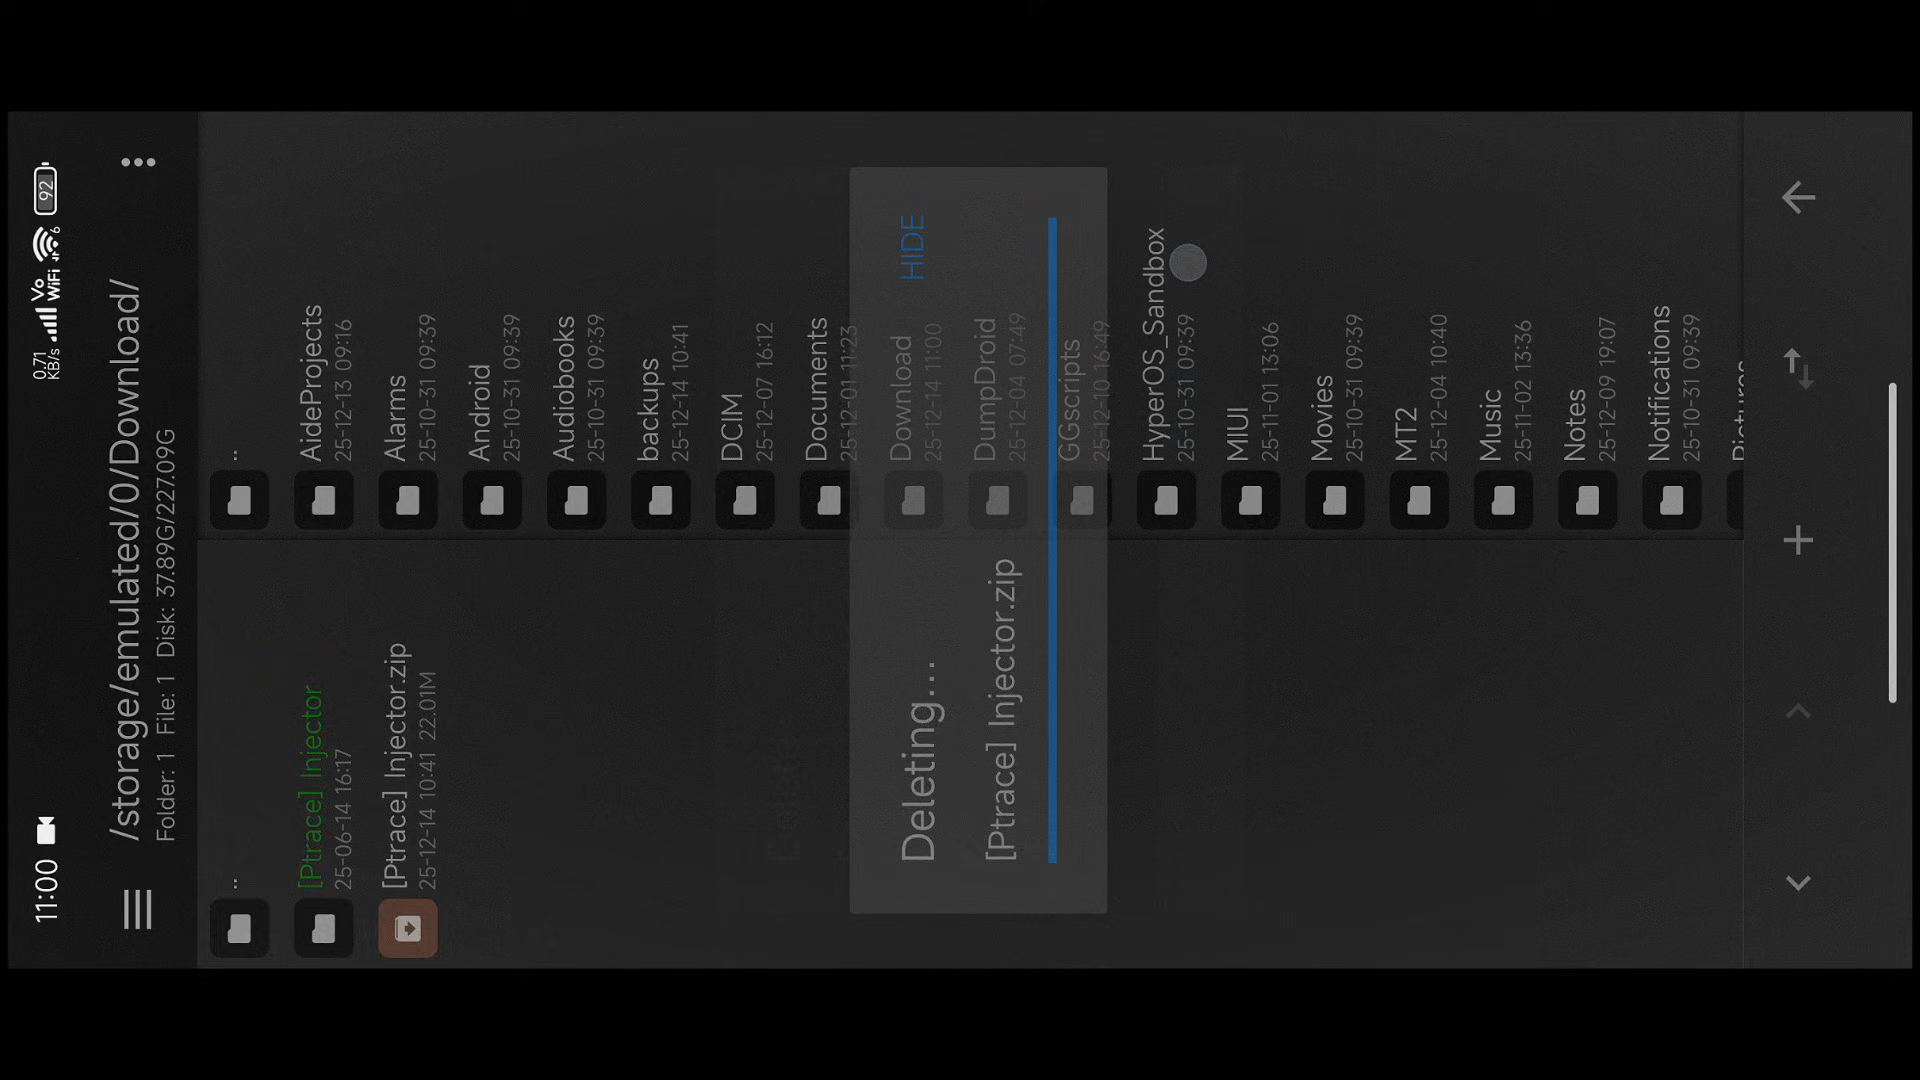 11:00
0.71
KB/s
Vo
WiFi
6
92
/storage/emulated/0/Download/
Folder: 1 File: 1 Disk: 37.89G/227.09G
..
[Ptrace] Injector
25-06-14 16:17
[Ptrace] Injector.zip
25-12-14 10:41 22.01M
..
AideProjects
25-12-13 09:16
Alarms
25-10-31 09:39
Android
25-10-31 09:39
Audiobooks
25-10-31 09:39
backups
25-12-14 10:41
DCIM
25-12-07 16:12
Documents
25-12-01 11:23
Download
25-12-14 11:00
DumpDroid
25-12-04 07:49
GGscripts
25-12-10 16:49
HyperOS_Sandbox
25-10-31 09:39
MIUI
25-11-01 13:06
Movies
25-10-31 09:39
MT2
25-12-04 10:40
Music
25-11-02 13:36
Notes
25-12-09 19:07
Notifications
25-10-31 09:39
Pictures
Deleting...
[Ptrace] Injector.zip
HIDE